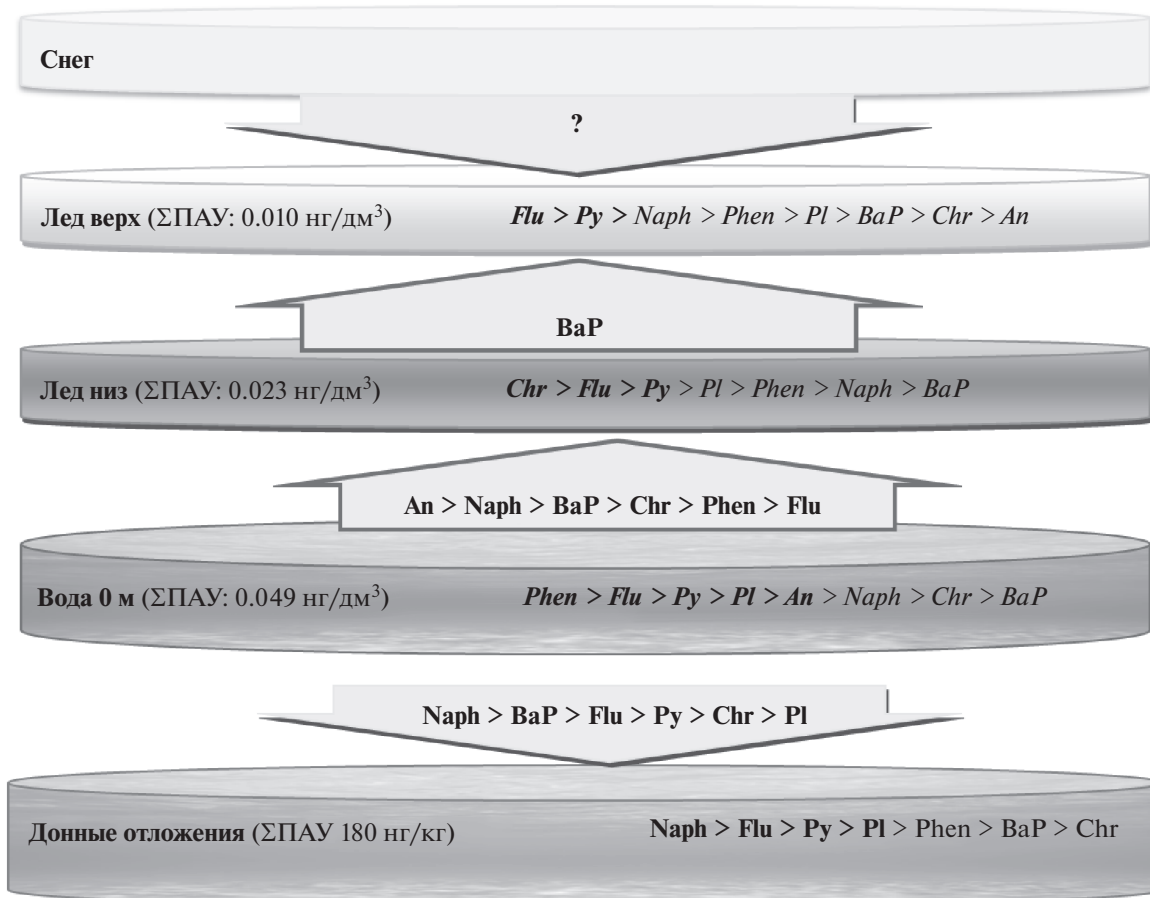 Снег
?
Лед верх (ΣПАУ: 0.010 нг/дм³) Flu > Py > Naph > Phen > Pl > BaP > Chr > An
BaP
Лед низ (ΣПАУ: 0.023 нг/дм³) Chr > Flu > Py > Pl > Phen > Naph > BaP
An > Naph > BaP > Chr > Phen > Flu
Вода 0 м (ΣПАУ: 0.049 нг/дм³) Phen > Flu > Py > Pl > An > Naph > Chr > BaP
Naph > BaP > Flu > Py > Chr > Pl
Донные отложения (ΣПАУ 180 нг/кг) Naph > Flu > Py > Pl > Phen > BaP > Chr